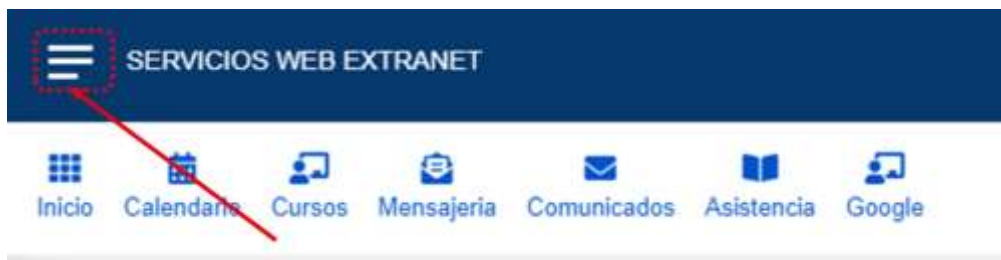 SERVICIOS WEB EXTRANET
Inicio Calendario Cursos Mensajeria Comunicados Asistencia Google